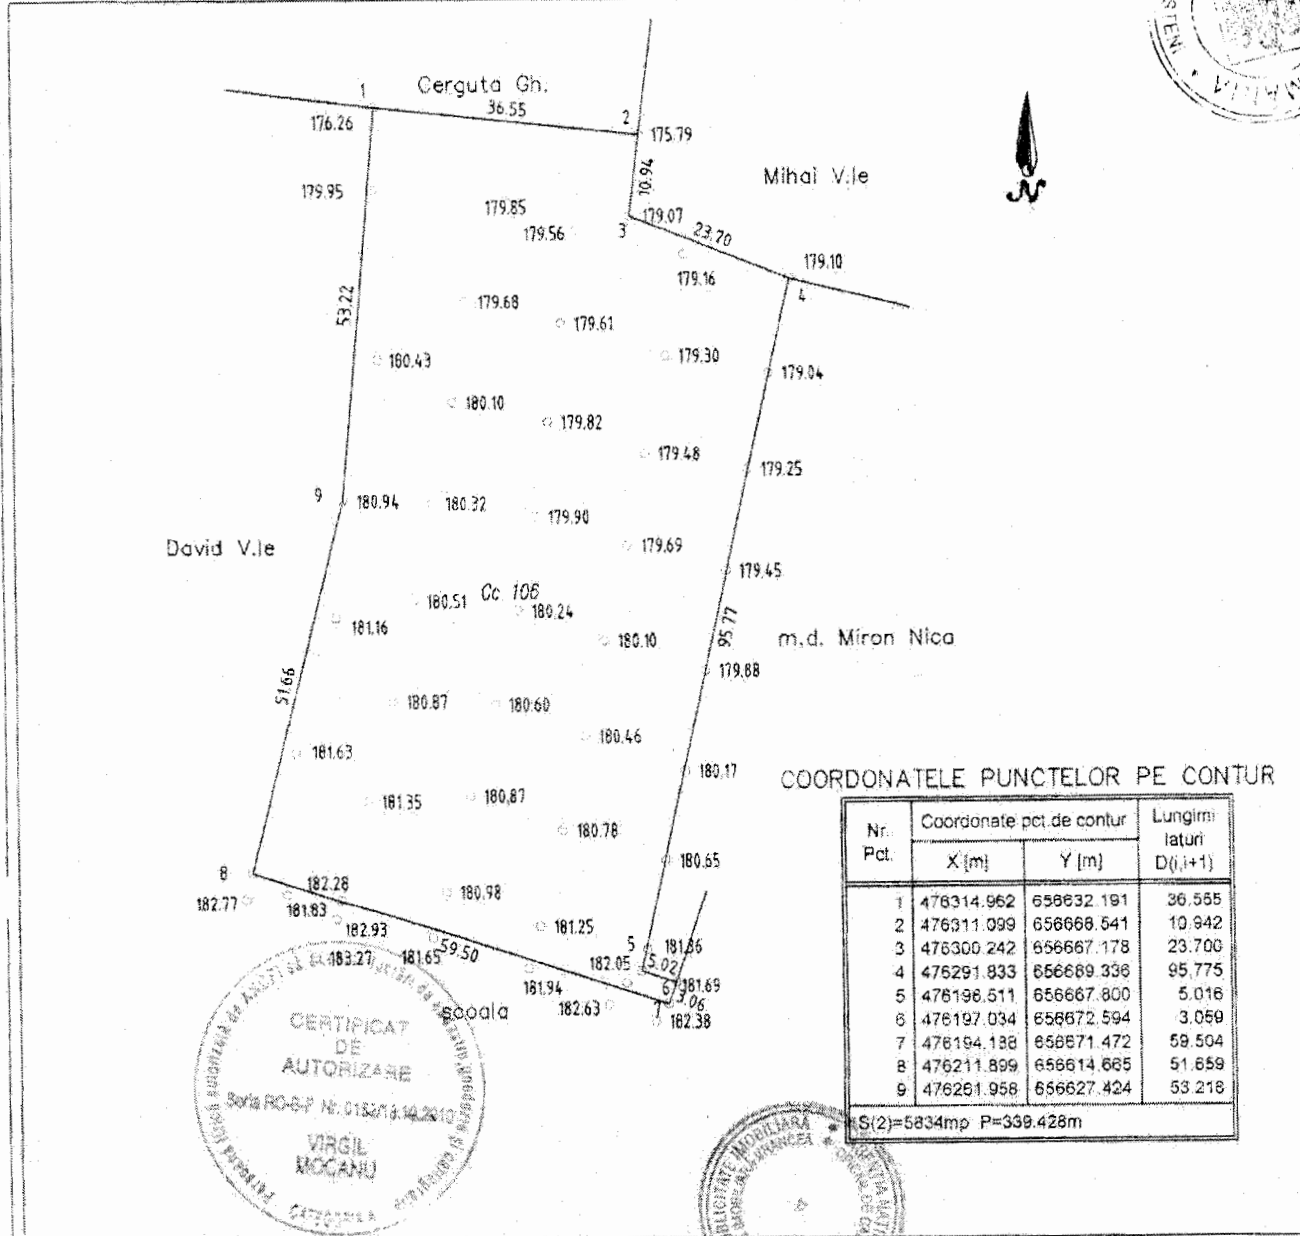 Cerguta Gh.
1
36.55
2
176.26
175.79
10.94
Mihai V.Ie
179.95
179.85
179.07
3
179.56
23.70
179.10
179.16
4
N
53.22
179.68
179.61
179.30
180.43
179.04
180.10
179.82
179.48
179.25
9
180.94
180.32
179.90
David V.Ie
179.69
179.45
Cc 106
180.51
180.24
181.16
180.10
95.77
m.d. Miron Nica
179.88
51.66
180.87
180.60
180.46
181.63
180.17
181.35
180.87
180.78
180.65
8
182.28
182.77
181.83
180.98
182.93
181.25
183.27
181.65
59.50
5
181.86
182.05
5.02
6
181.69
181.94
3.06
182.63
182.38
scoala
COORDONATELE PUNCTELOR PE CONTUR
Nr. Pct. Coordonate pct.de contur Lungimi laturi D(i,i+1)
X [m] Y [m]
1 476314.962 656632.191 36.555
2 476311.099 656668.541 10.942
3 476300.242 656667.178 23.700
4 476291.833 656689.336 95.775
5 476198.511 656667.800 5.016
6 476197.034 656672.594 3.059
7 476194.188 656671.472 59.504
8 476211.899 656614.665 51.659
9 476261.958 656627.424 53.218
S(2)=5834mp P=339.428m
CERTIFICAT
DE
AUTORIZARE
VIRGIL
MOCANU
CATEGORIA A
PUBLICITATE IMOBILIARA